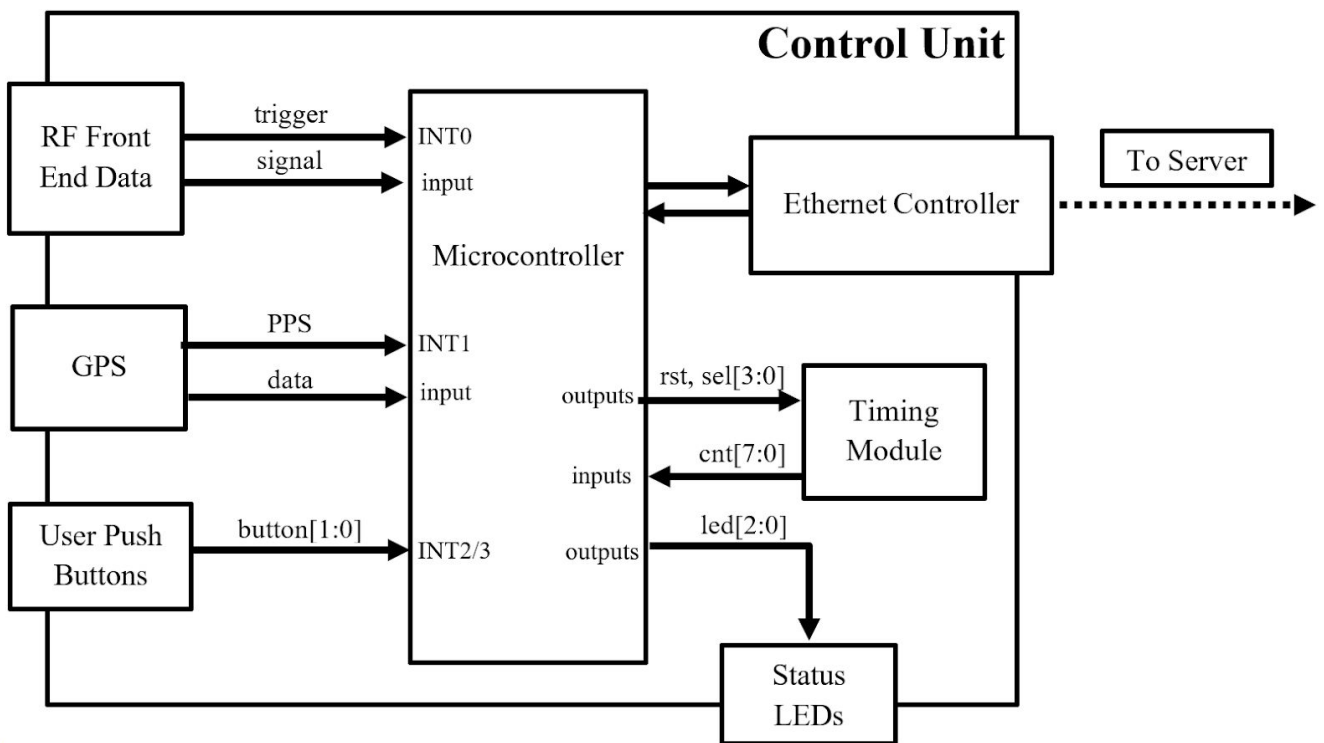 Control Unit
RF Front
End Data
trigger
signal
INT0
input
Microcontroller
Ethernet Controller
To Server
GPS
PPS
data
INT1
input
outputs
rst, sel[3:0]
Timing
Module
inputs
cnt[7:0]
User Push
Buttons
button[1:0]
INT2/3
outputs
led[2:0]
Status
LEDs